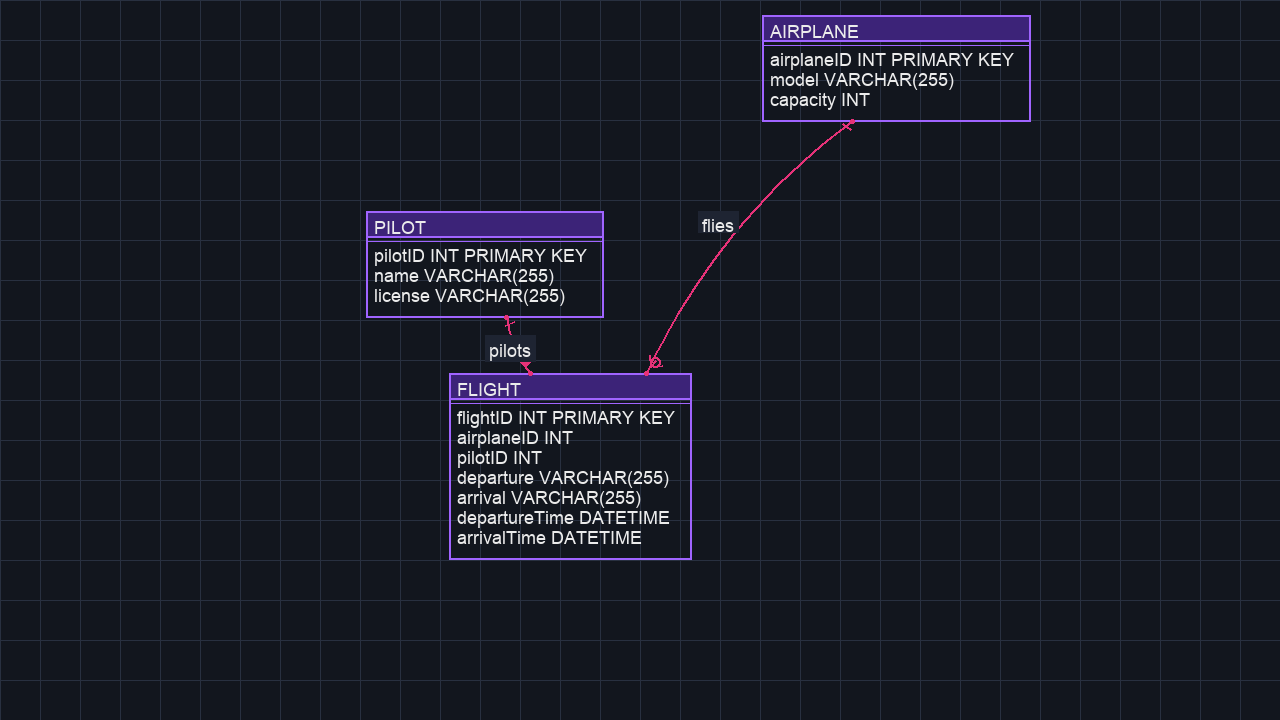 AIRPLANE
airplaneID INT PRIMARY KEY
model VARCHAR(255)
capacity INT
flies
PILOT
pilotID INT PRIMARY KEY
name VARCHAR(255)
license VARCHAR(255)
pilots
FLIGHT
flightID INT PRIMARY KEY
airplaneID INT
pilotID INT
departure VARCHAR(255)
arrival VARCHAR(255)
departureTime DATETIME
arrivalTime DATETIME